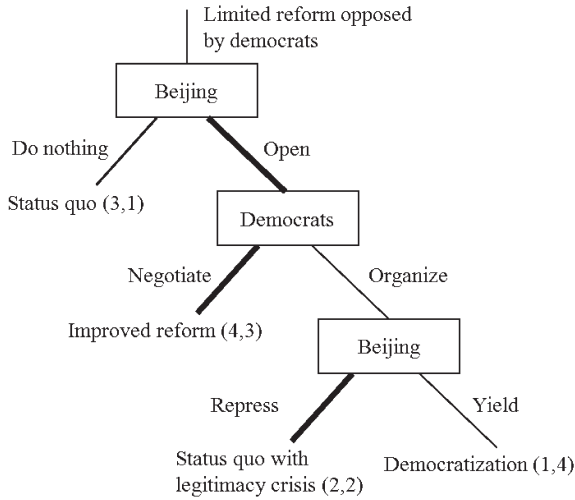 Limited reform opposed
by democrats
Beijing
Do nothing
Open
Status quo (3,1)
Democrats
Negotiate
Organize
Improved reform (4,3)
Beijing
Repress
Yield
Status quo with
legitimacy crisis (2,2)
Democratization (1,4)